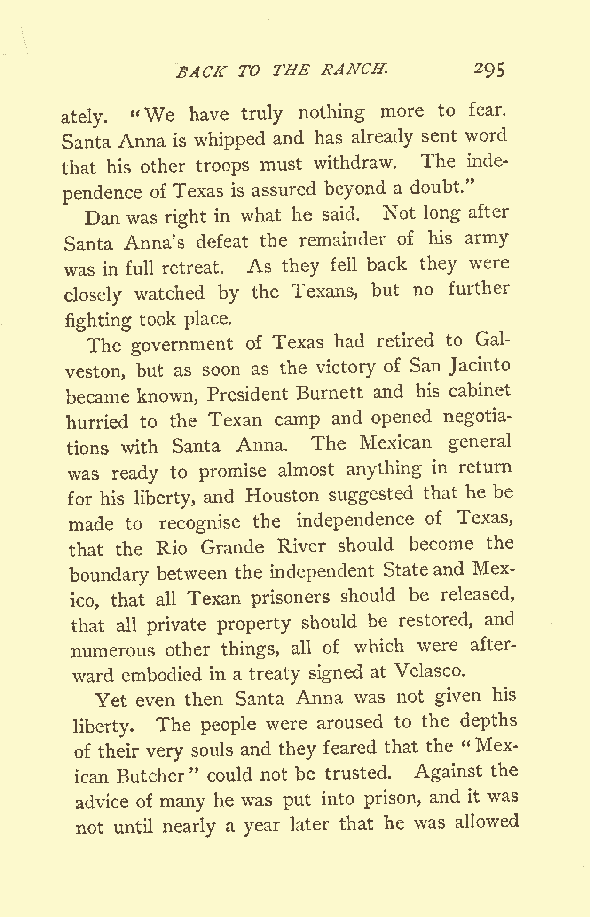 BACK TO THE RANCH. 295
ately. "We have truly nothing more to fear.
Santa Anna is whipped and has already sent word
that his other troops must withdraw. The inde-
pendence of Texas is assured beyond a doubt."
Dan was right in what he said. Not long after
Santa Anna's defeat the remainder of his army
was in full retreat. As they fell back they were
closely watched by the Texans, but no further
fighting took place.
The government of Texas had retired to Gal-
veston, but as soon as the victory of San Jacinto
became known, President Burnett and his cabinet
hurried to the Texan camp and opened negotia-
tions with Santa Anna. The Mexican general
was ready to promise almost anything in return
for his liberty, and Houston suggested that he be
made to recognise the independence of Texas,
that the Rio Grande River should become the
boundary between the independent State and Mex-
ico, that all Texan prisoners should be released,
that all private property should be restored, and
numerous other things, all of which were after-
ward embodied in a treaty signed at Velasco.
Yet even then Santa Anna was not given his
liberty. The people were aroused to the depths
of their very souls and they feared that the "Mex-
ican Butcher" could not be trusted. Against the
advice of many he was put into prison, and it was
not until nearly a year later that he was allowed